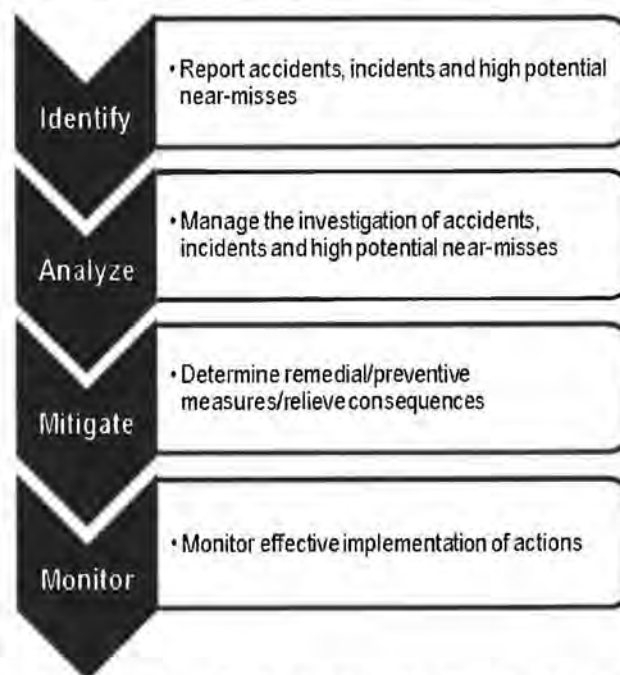 Identify
• Report accidents, incidents and high potential
near-misses
Analyze
• Manage the investigation of accidents,
incidents and high potential near-misses
Mitigate
• Determine remedial/preventive
measures/relieve consequences
Monitor
• Monitor effective implementation of actions